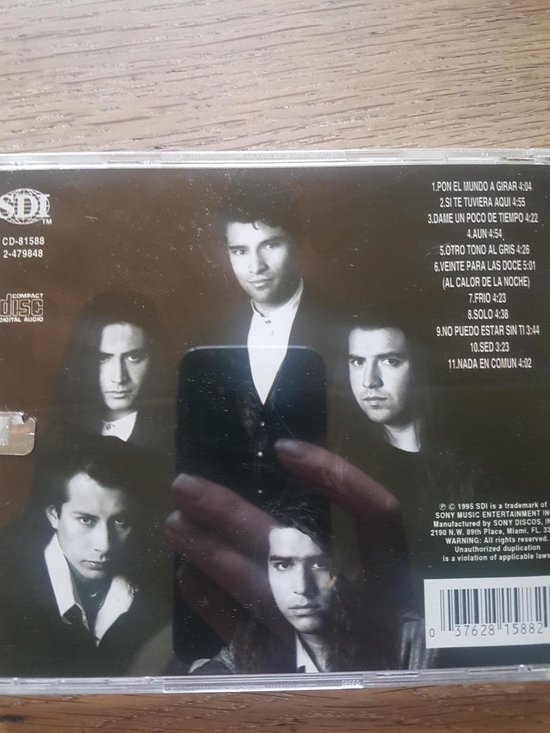 SDI
TM
CD-81588
2-479848
COMPACT
disc
DIGITAL AUDIO
1.PON EL MUNDO A GIRAR 4:04
2.SI TE TUVIERA AQUI 4:55
3.DAME UN POCO DE TIEMPO 4:22
4.AUN 4:54
5.OTRO TONO AL GRIS 4:26
6.VEINTE PARA LAS DOCE 5:01
(AL CALOR DE LA NOCHE)
7.FRIO 4:23
8.SOLO 4:38
9.NO PUEDO ESTAR SIN TI 3:44
10.SED 3:23
11.NADA EN COMUN 4:02
℗ © 1995 SDI is a trademark of
SONY MUSIC ENTERTAINMENT IN
Manufactured by SONY DISCOS, IN
2190 N.W. 89th Place, Miami, FL. 33
WARNING: All rights reserved.
Unauthorized duplication
is a violation of applicable laws
0 37628 15882